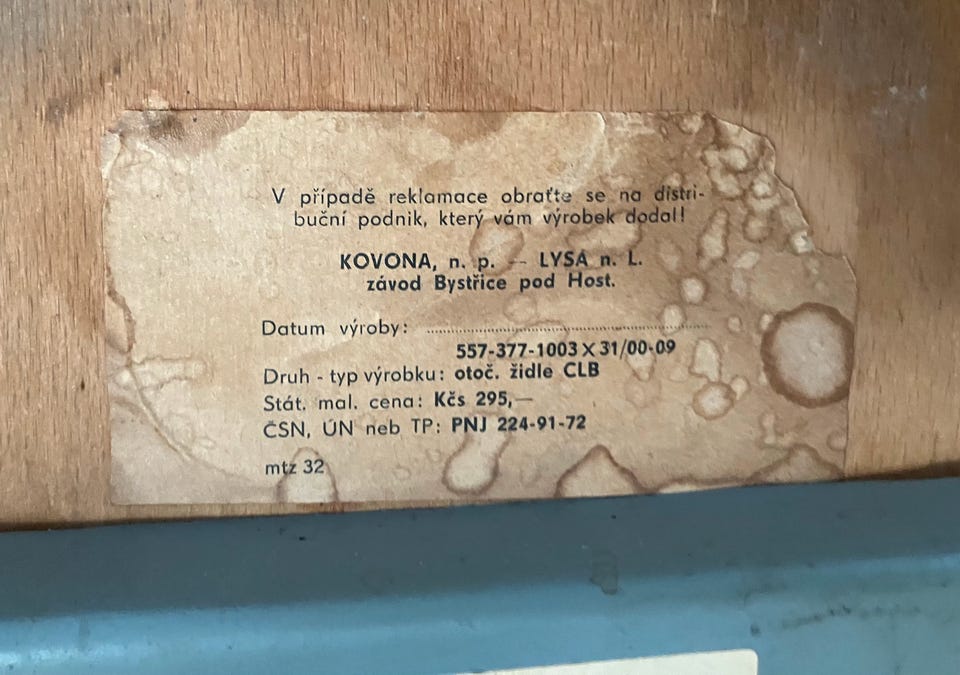 V případě reklamace obraťte se na distri-
buční podnik, který vám výrobek dodal!
KOVONA, n. p. — LYSÁ n. L.
závod Bystřice pod Host.
Datum výroby: ........................................
557-377-1003 X 31/00-09
Druh - typ výrobku: otoč. židle CLB
Stát. mal. cena: Kčs 295,—
ČSN, ÚN neb TP: PNJ 224-91-72
mtz 32